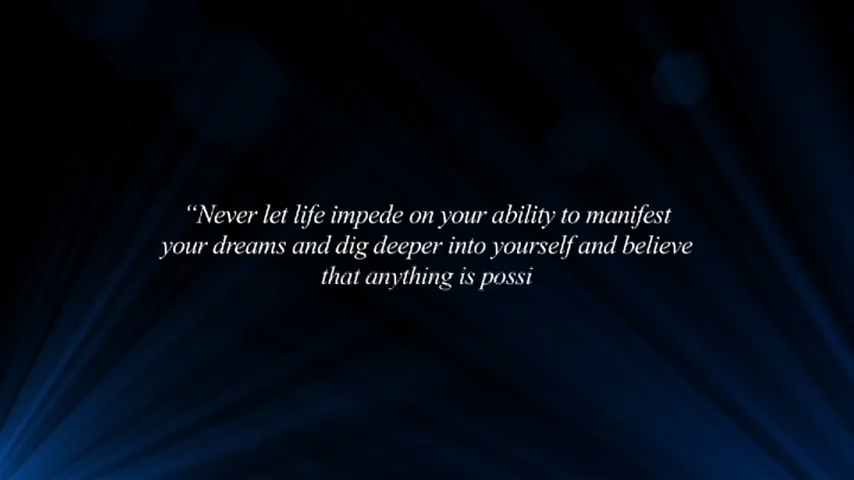 “Never let life impede on your ability to manifest
your dreams and dig deeper into yourself and believe
that anything is possi